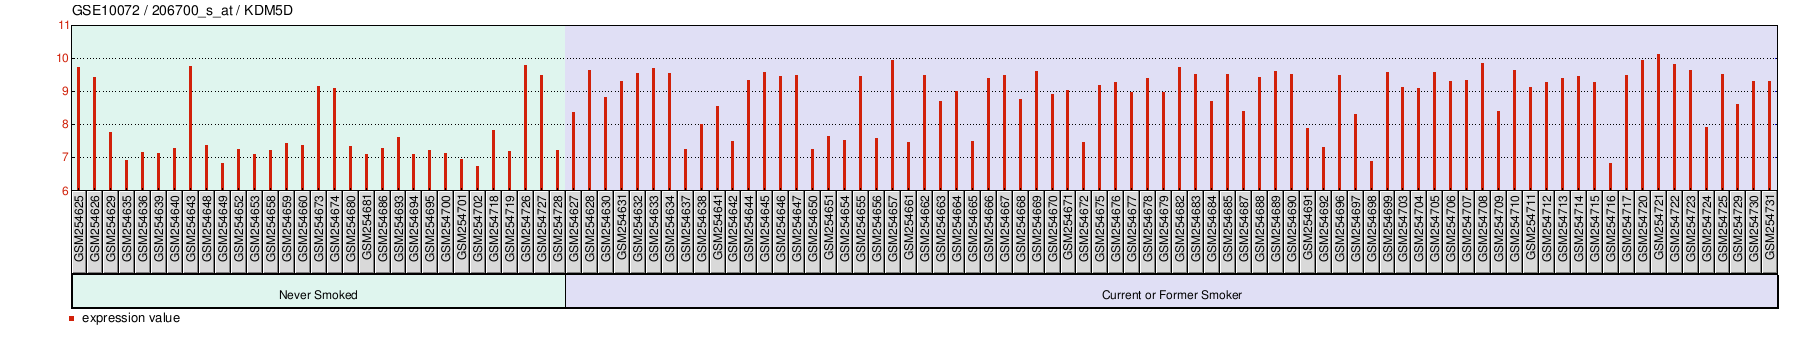 GSE10072 / 206700_s_at / KDM5D
11
10
9
8
7
6
GSM254625
GSM254626
GSM254629
GSM254635
GSM254636
GSM254639
GSM254640
GSM254643
GSM254648
GSM254649
GSM254652
GSM254653
GSM254658
GSM254659
GSM254660
GSM254673
GSM254674
GSM254680
GSM254681
GSM254686
GSM254693
GSM254694
GSM254695
GSM254700
GSM254701
GSM254702
GSM254718
GSM254719
GSM254726
GSM254727
GSM254728
GSM254627
GSM254628
GSM254630
GSM254631
GSM254632
GSM254633
GSM254634
GSM254637
GSM254638
GSM254641
GSM254642
GSM254644
GSM254645
GSM254646
GSM254647
GSM254650
GSM254651
GSM254654
GSM254655
GSM254656
GSM254657
GSM254661
GSM254662
GSM254663
GSM254664
GSM254665
GSM254666
GSM254667
GSM254668
GSM254669
GSM254670
GSM254671
GSM254672
GSM254675
GSM254676
GSM254677
GSM254678
GSM254679
GSM254682
GSM254683
GSM254684
GSM254685
GSM254687
GSM254688
GSM254689
GSM254690
GSM254691
GSM254692
GSM254696
GSM254697
GSM254698
GSM254699
GSM254703
GSM254704
GSM254705
GSM254706
GSM254707
GSM254708
GSM254709
GSM254710
GSM254711
GSM254712
GSM254713
GSM254714
GSM254715
GSM254716
GSM254717
GSM254720
GSM254721
GSM254722
GSM254723
GSM254724
GSM254725
GSM254729
GSM254730
GSM254731
Never Smoked
Current or Former Smoker
expression value